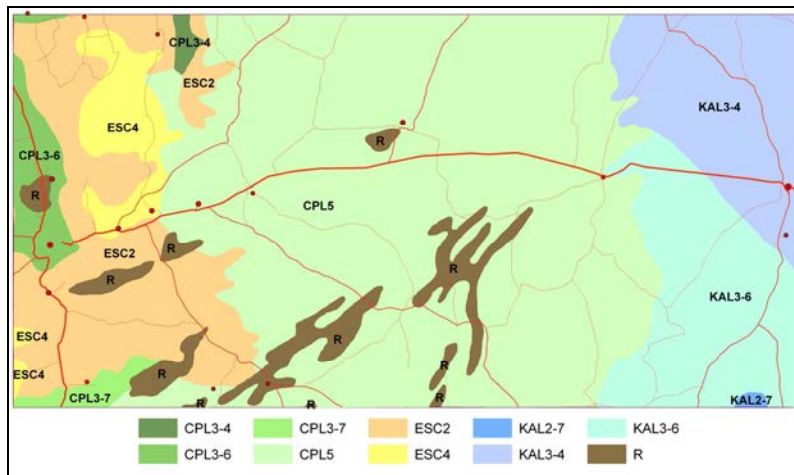 CPL3-4
ESC2
KAL3-4
ESC4
R
CPL3-6
R
CPL5
ESC2
R
R
R
KAL3-6
ESC4
R
R
R
ESC4
CPL3-7
R
R
R
KAL2-7
CPL3-4 CPL3-7 ESC2 KAL2-7 KAL3-6
CPL3-6 CPL5 ESC4 KAL3-4 R